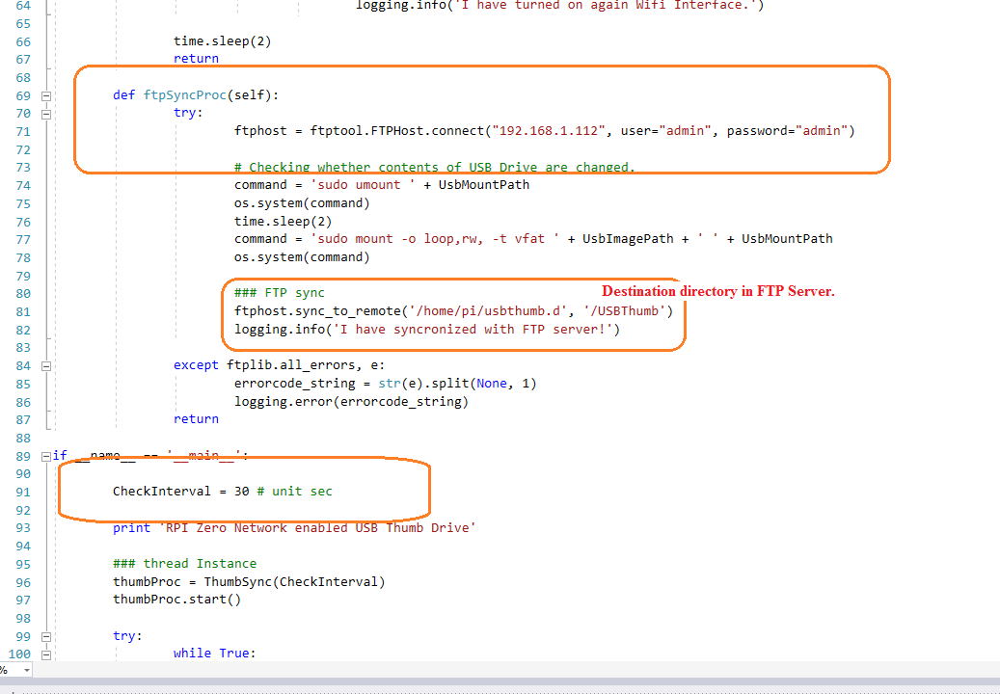 64 logging.info('I have turned on again Wifi Interface.')
65
66 time.sleep(2)
67 return
68
69 def ftpSyncProc(self):
70 try:
71 ftphost = ftptool.FTPHost.connect("192.168.1.112", user="admin", password="admin")
72
73 # Checking whether contents of USB Drive are changed.
74 command = 'sudo umount ' + UsbMountPath
75 os.system(command)
76 time.sleep(2)
77 command = 'sudo mount -o loop,rw, -t vfat ' + UsbImagePath + ' ' + UsbMountPath
78 os.system(command)
79
80 ### FTP sync
Destination directory in FTP Server.
81 ftphost.sync_to_remote('/home/pi/usbthumb.d', '/USBThumb')
82 logging.info('I have syncronized with FTP server!')
83
84 except ftplib.all_errors, e:
85 errorcode_string = str(e).split(None, 1)
86 logging.error(errorcode_string)
87 return
88
89 if __name__ == '__main__':
90
91 CheckInterval = 30 # unit sec
92
93 print 'RPI Zero Network enabled USB Thumb Drive'
94
95 ### thread Instance
96 thumbProc = ThumbSync(CheckInterval)
97 thumbProc.start()
98
99 try:
100 while True:
%